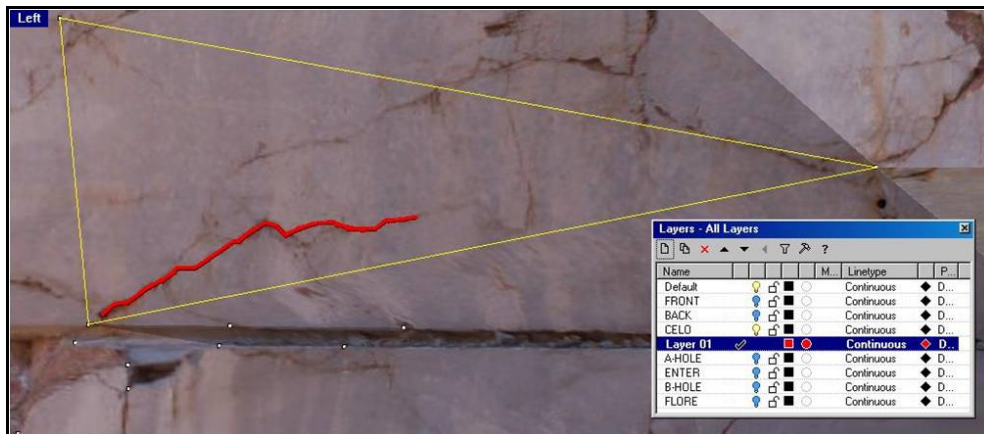 Left
Layers - All Layers
?
Name M... Linetype P...
Default Continuous D...
FRONT Continuous D...
BACK Continuous D...
CELO Continuous D...
Layer 01 Continuous D...
A-HOLE Continuous D...
ENTER Continuous D...
B-HOLE Continuous D...
FLORE Continuous D...